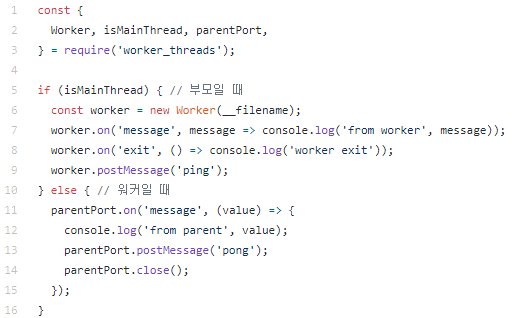 1 const {
2   Worker, isMainThread, parentPort,
3 } = require('worker_threads');
4
5 if (isMainThread) { // 부모일 때
6   const worker = new Worker(__filename);
7   worker.on('message', message => console.log('from worker', message));
8   worker.on('exit', () => console.log('worker exit'));
9   worker.postMessage('ping');
10 } else { // 워커일 때
11   parentPort.on('message', (value) => {
12     console.log('from parent', value);
13     parentPort.postMessage('pong');
14     parentPort.close();
15   });
16 }